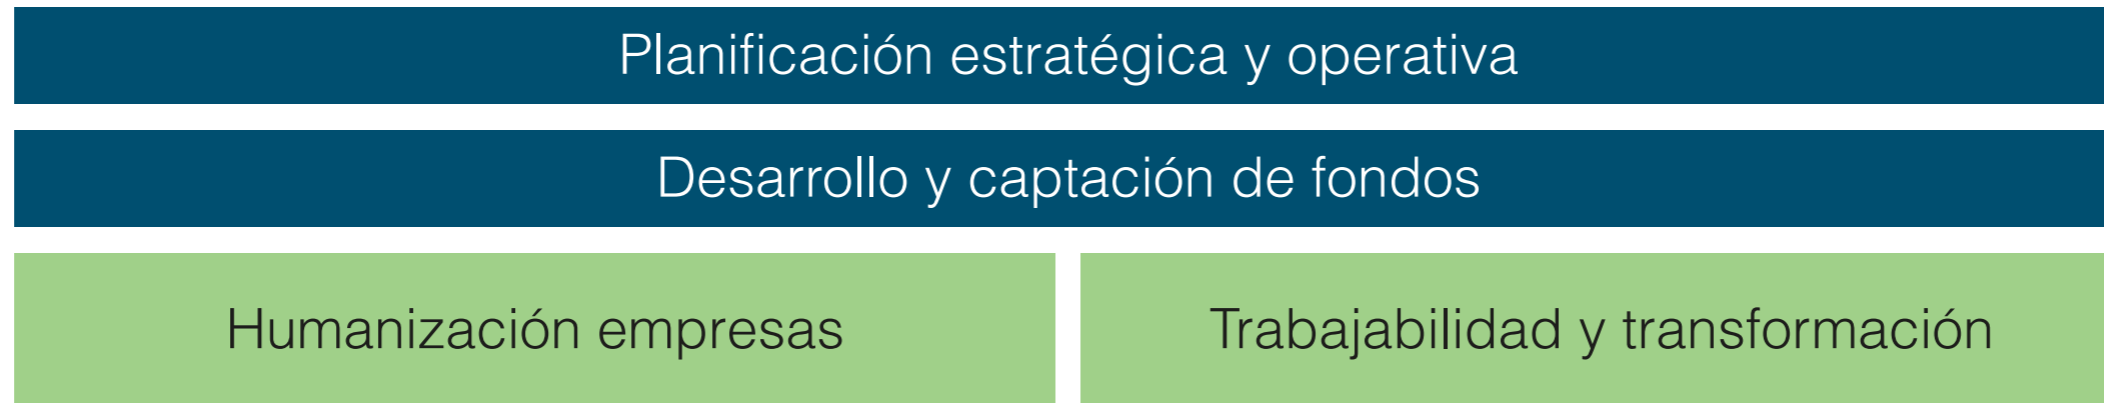 Planificación estratégica y operativa
Desarrollo y captación de fondos
Humanización empresas
Trabajabilidad y transformación